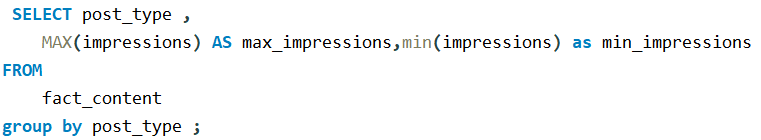 SELECT post_type ,
MAX(impressions) AS max_impressions,min(impressions) as min_impressions
FROM
fact_content
group by post_type ;